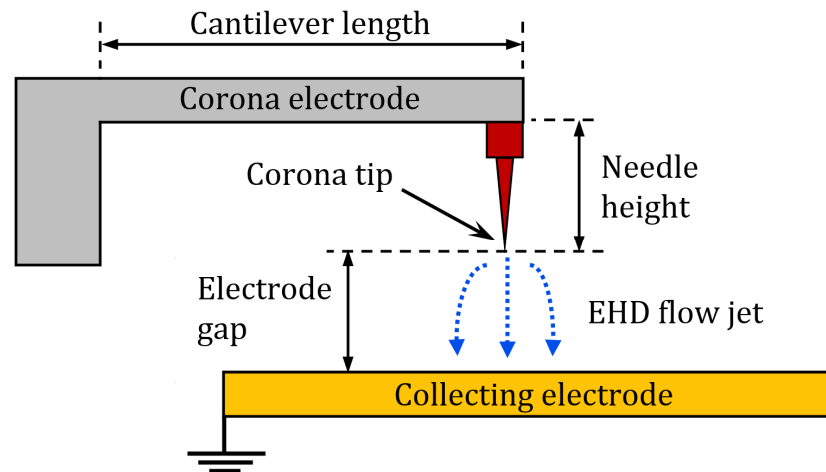 Cantilever length
Corona electrode
Corona tip
Needle
height
Electrode
gap
EHD flow jet
Collecting electrode